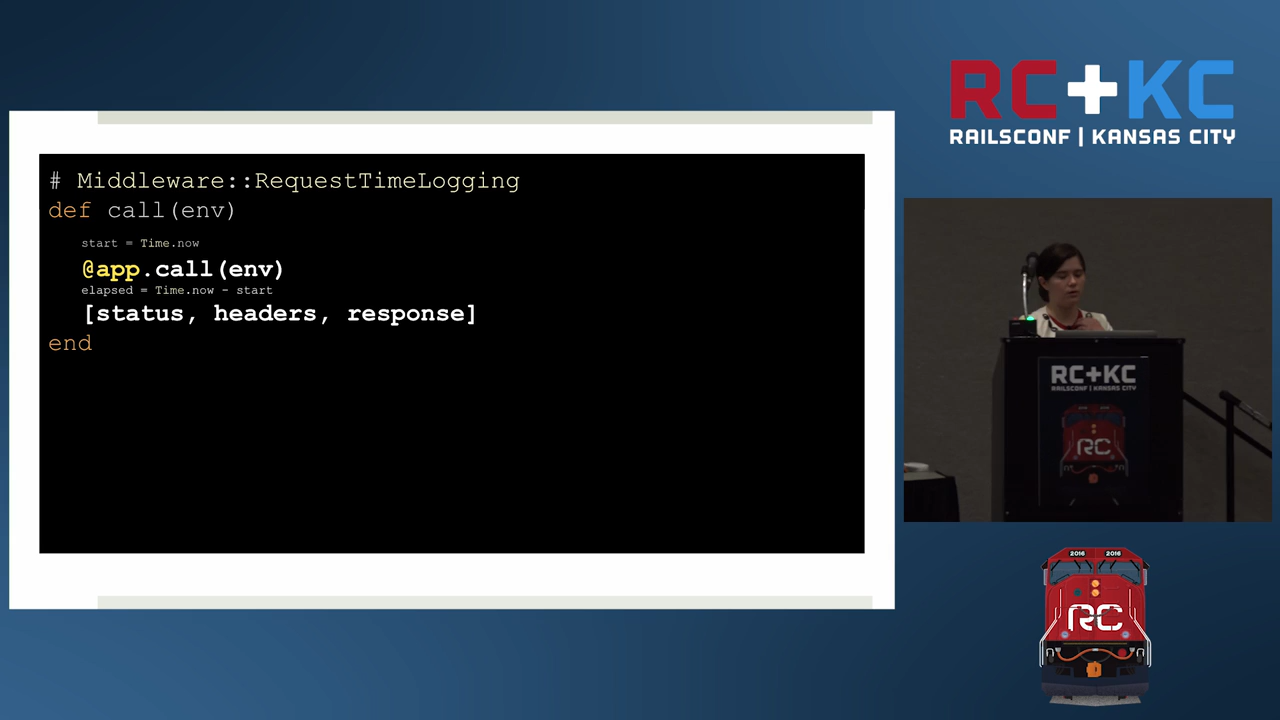 RC+KC
RAILSCONF | KANSAS CITY
# Middleware::RequestTimeLogging
def call(env)
start = Time.now
@app.call(env)
elapsed = Time.now - start
[status, headers, response]
end
RC+KC
RAILSCONF | KANSAS CITY
RC
2016 2016
RC